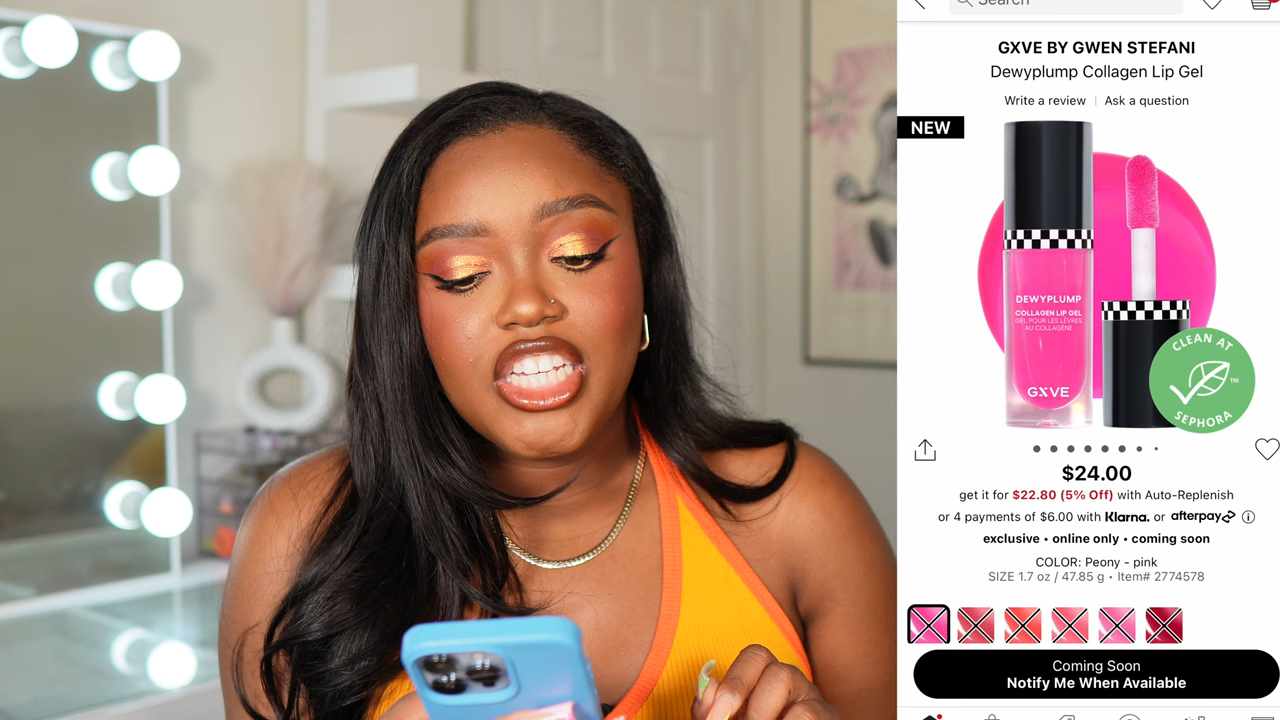 Search
GXVE BY GWEN STEFANI
Dewyplump Collagen Lip Gel
Write a review | Ask a question
NEW
DEWYPLUMP
COLLAGEN LIP GEL
GEL POUR LES LÈVRES
AU COLLAGÈNE
GXVE
CLEAN AT
SEPHORA
TM
$24.00
get it for $22.80 (5% Off) with Auto-Replenish
or 4 payments of $6.00 with Klarna. or afterpay
exclusive • online only • coming soon
COLOR: Peony - pink
SIZE 1.7 oz / 47.85 g • Item# 2774578
Coming Soon
Notify Me When Available